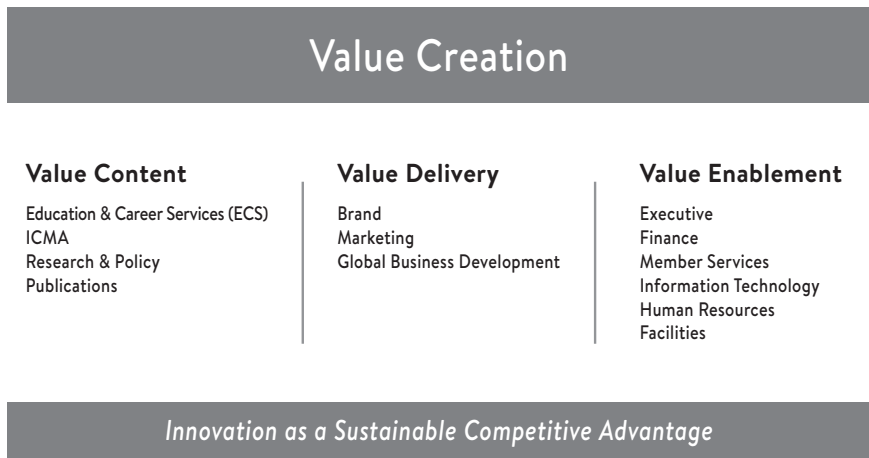 Value Creation
Value Content
Education & Career Services (ECS)
ICMA
Research & Policy
Publications
Value Delivery
Brand
Marketing
Global Business Development
Value Enablement
Executive
Finance
Member Services
Information Technology
Human Resources
Facilities
Innovation as a Sustainable Competitive Advantage